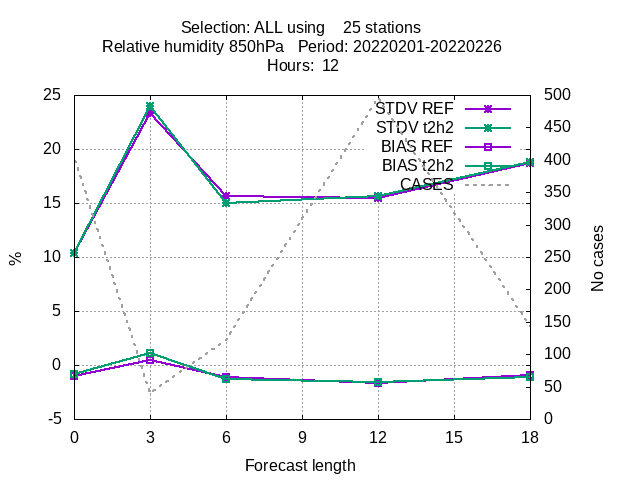 Selection: ALL using    25 stations
Relative humidity 850hPa   Period: 20220201-20220226
Hours:  12
25
20
15
10
5
0
-5
%
STDV REF
STDV t2h2
BIAS REF
BIAS t2h2
CASES
500
450
400
350
300
250
200
150
100
50
0
No cases
0 3 6 9 12 15 18
Forecast length